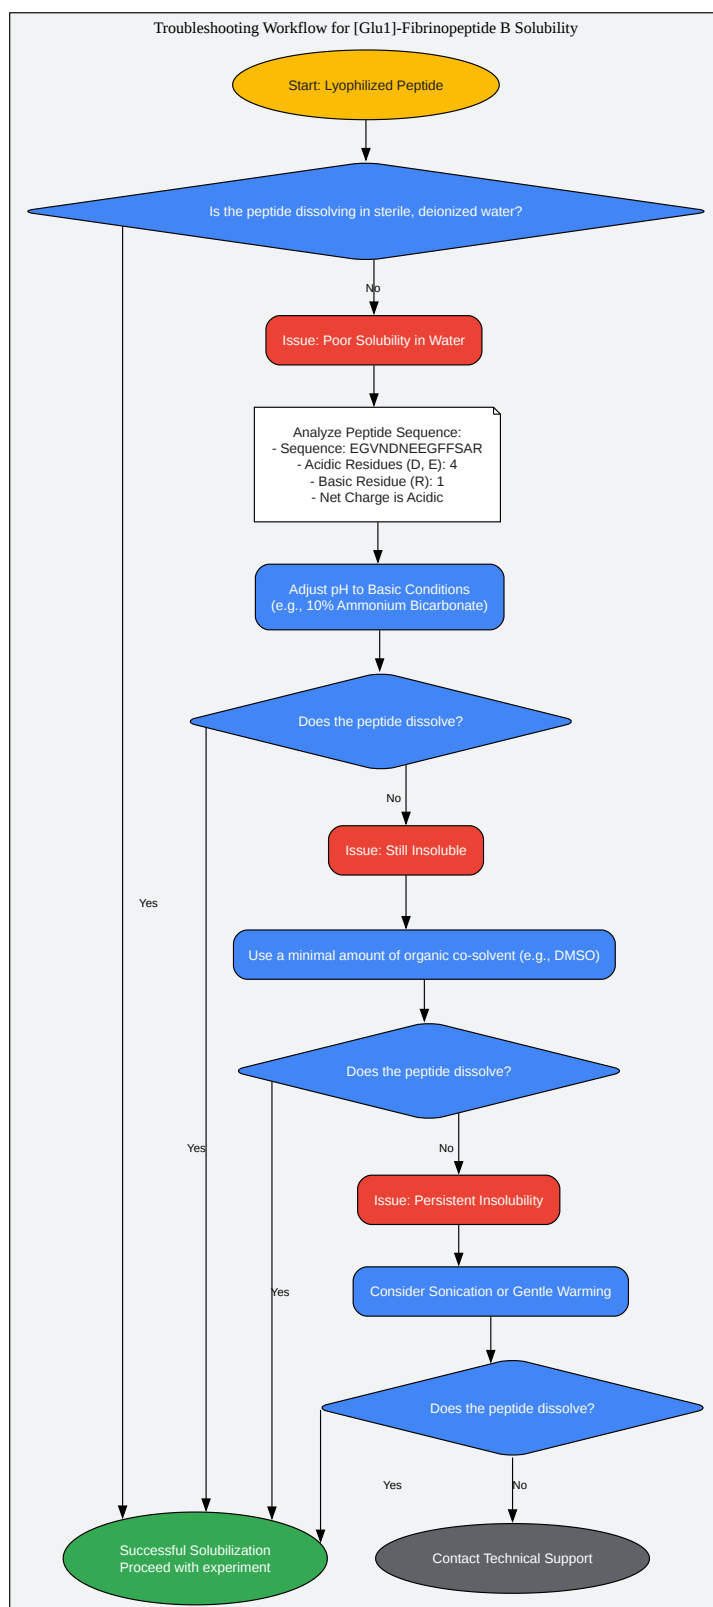 Troubleshooting Workflow for [Glu1]-Fibrinopeptide B Solubility
Start: Lyophilized Peptide
Is the peptide dissolving in sterile, deionized water?
No
Issue: Poor Solubility in Water
Analyze Peptide Sequence:
- Sequence: EGVNDNEEGFFSAR
- Acidic Residues (D, E): 4
- Basic Residue (R): 1
- Net Charge is Acidic
Adjust pH to Basic Conditions
(e.g., 10% Ammonium Bicarbonate)
Does the peptide dissolve?
No
Issue: Still Insoluble
Yes
Use a minimal amount of organic co-solvent (e.g., DMSO)
Does the peptide dissolve?
Yes
No
Issue: Persistent Insolubility
Yes
Consider Sonication or Gentle Warming
Does the peptide dissolve?
Yes
No
Successful Solubilization
Proceed with experiment
Contact Technical Support